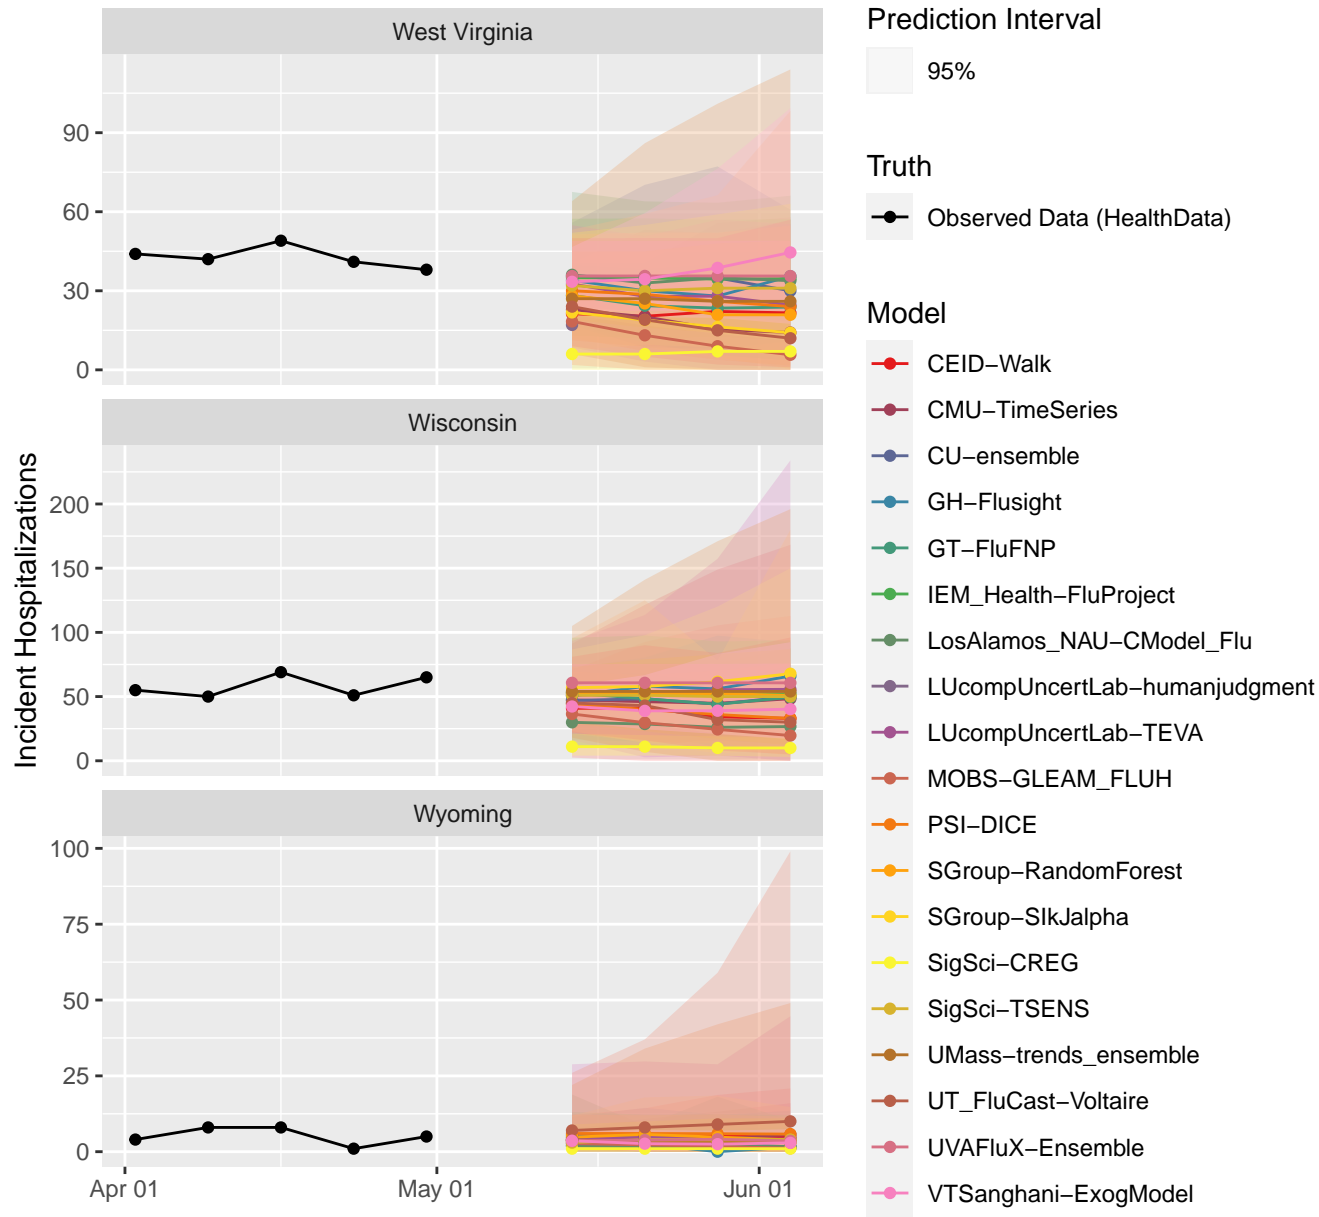 West Virginia
90
60
30
0
Wisconsin
200
150
100
50
0
Wyoming
100
75
50
25
0
Apr 01
May 01
Jun 01
Incident Hospitalizations
Prediction Interval
95%
Truth
Observed Data (HealthData)
Model
CEID−Walk
CMU−TimeSeries
CU−ensemble
GH−Flusight
GT−FluFNP
IEM_Health−FluProject
LosAlamos_NAU−CModel_Flu
LUcompUncertLab−humanjudgment
LUcompUncertLab−TEVA
MOBS−GLEAM_FLUH
PSI−DICE
SGroup−RandomForest
SGroup−SIkJalpha
SigSci−CREG
SigSci−TSENS
UMass−trends_ensemble
UT_FluCast−Voltaire
UVAFluX−Ensemble
VTSanghani−ExogModel